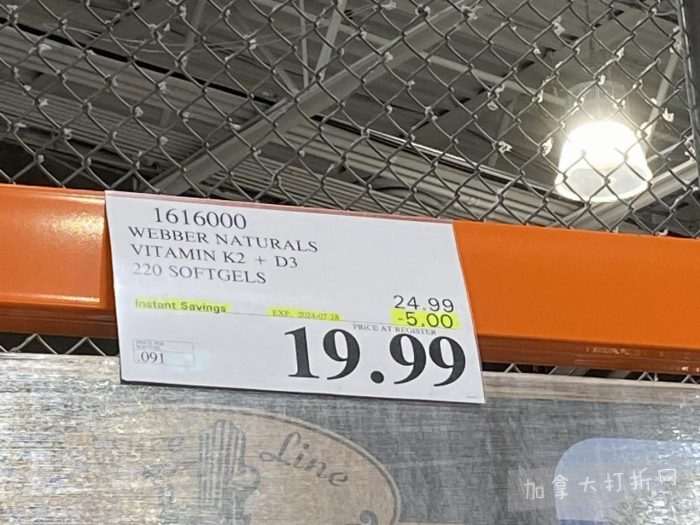 1616000
WEBBER NATURALS
VITAMIN K2 + D3
220 SOFTGELS
24.99
Instant Savings EXP. 2024-07-28 -5.00
PRICE AT REGISTER
19.99
.091
Line
加拿大打折网